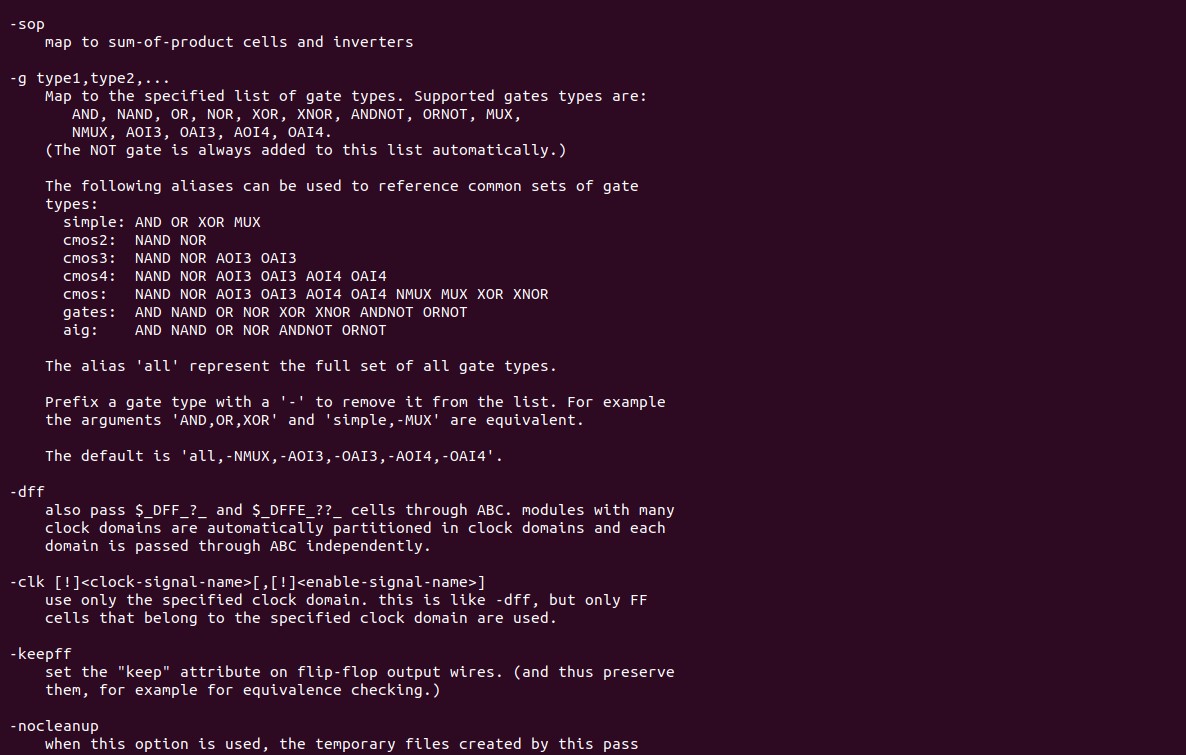 -sop
    map to sum-of-product cells and inverters

-g type1,type2,...
    Map to the specified list of gate types. Supported gates types are:
       AND, NAND, OR, NOR, XOR, XNOR, ANDNOT, ORNOT, MUX,
       NMUX, AOI3, OAI3, AOI4, OAI4.
    (The NOT gate is always added to this list automatically.)

    The following aliases can be used to reference common sets of gate
    types:
      simple: AND OR XOR MUX
      cmos2:  NAND NOR
      cmos3:  NAND NOR AOI3 OAI3
      cmos4:  NAND NOR AOI3 OAI3 AOI4 OAI4
      cmos:   NAND NOR AOI3 OAI3 AOI4 OAI4 NMUX MUX XOR XNOR
      gates:  AND NAND OR NOR XOR XNOR ANDNOT ORNOT
      aig:    AND NAND OR NOR ANDNOT ORNOT

    The alias 'all' represent the full set of all gate types.

    Prefix a gate type with a '-' to remove it from the list. For example
    the arguments 'AND,OR,XOR' and 'simple,-MUX' are equivalent.

    The default is 'all,-NMUX,-AOI3,-OAI3,-AOI4,-OAI4'.

-dff
    also pass $_DFF_?_ and $_DFFE_??_ cells through ABC. modules with many
    clock domains are automatically partitioned in clock domains and each
    domain is passed through ABC independently.

-clk [!]<clock-signal-name>[,[!]<enable-signal-name>]
    use only the specified clock domain. this is like -dff, but only FF
    cells that belong to the specified clock domain are used.

-keepff
    set the "keep" attribute on flip-flop output wires. (and thus preserve
    them, for example for equivalence checking.)

-nocleanup
    when this option is used, the temporary files created by this pass